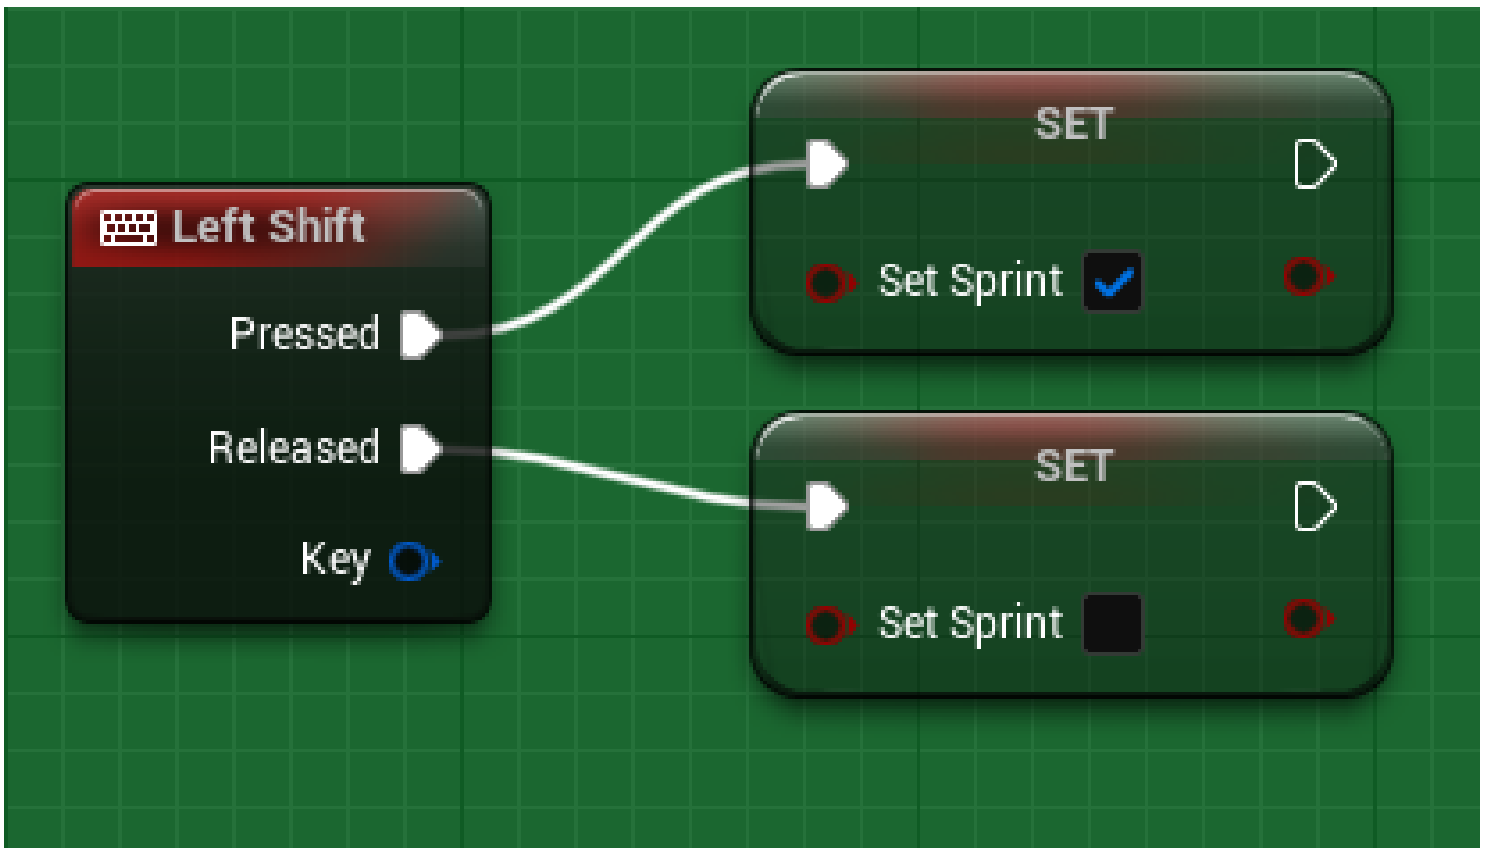 Left Shift
Pressed
Released
Key
SET
Set Sprint
SET
Set Sprint